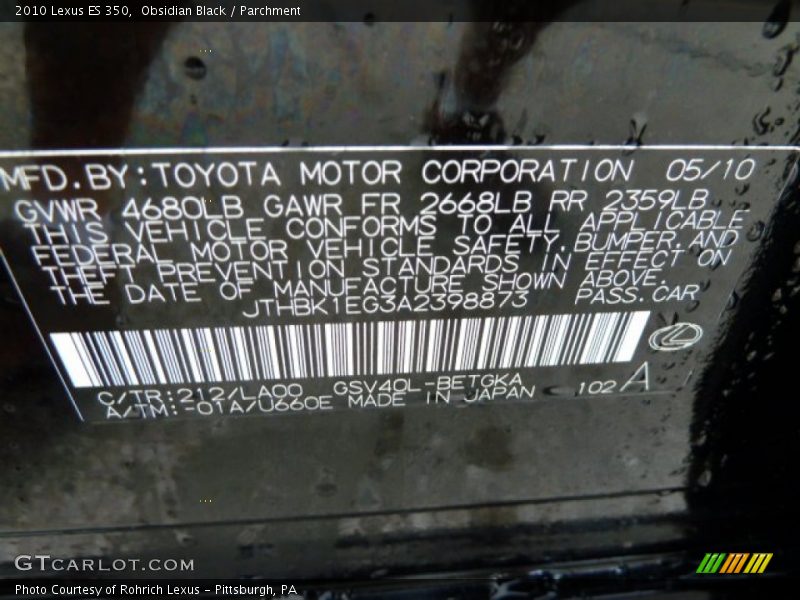 2010 Lexus ES 350,  Obsidian Black / Parchment
MFD.BY:TOYOTA MOTOR CORPORATION 05/10
GVWR 4680LB GAWR FR 2668LB RR 2359LB
THIS VEHICLE CONFORMS TO ALL APPLICABLE
FEDERAL MOTOR VEHICLE SAFETY,BUMPER,AND
THEFT PREVENTION STANDARDS IN EFFECT ON
THE DATE OF MANUFACTURE SHOWN ABOVE.
JTHBK1EG3A2398873 PASS.CAR
C/TR:212/LA00 GSV40L-BETGKA
A/TM:-01A/U660E MADE IN JAPAN 102 A
GTCARLOT.COM
Photo Courtesy of Rohrich Lexus - Pittsburgh, PA